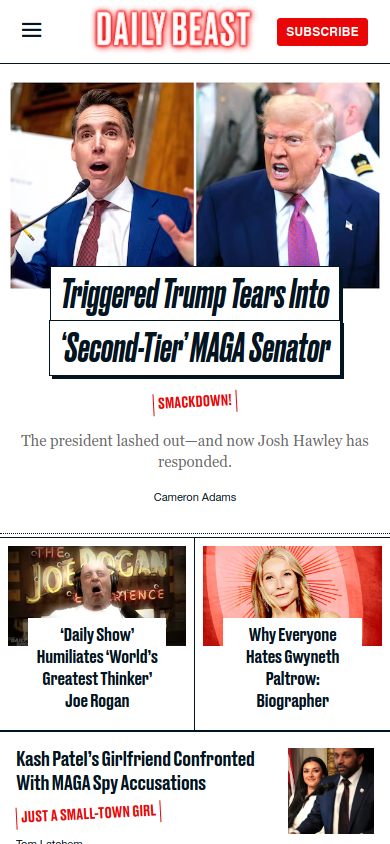 DAILY BEAST
SUBSCRIBE
Triggered Trump Tears Into
‘Second-Tier’ MAGA Senator
SMACKDOWN!
The president lashed out—and now Josh Hawley has
responded.
Cameron Adams
THE
JOE ROGAN
EXPERIENCE
‘Daily Show’
Humiliates ‘World’s
Greatest Thinker’
Joe Rogan
Why Everyone
Hates Gwyneth
Paltrow:
Biographer
Kash Patel’s Girlfriend Confronted
With MAGA Spy Accusations
JUST A SMALL-TOWN GIRL
Tom Latchem